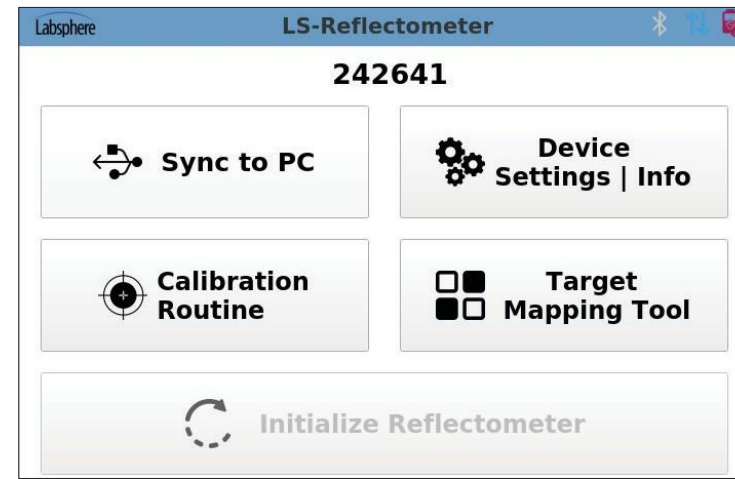 Labsphere
LS-Reflectometer
242641
Sync to PC
Device
Settings | Info
Calibration
Routine
Target
Mapping Tool
Initialize Reflectometer